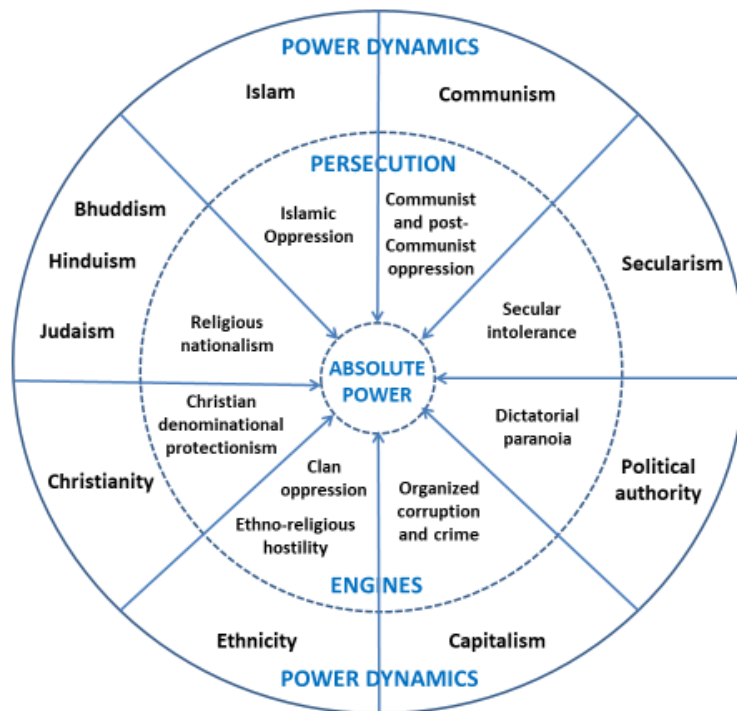 POWER DYNAMICS
Islam
Communism
PERSECUTION
Islamic
Oppression
Communist
and post-
Communist
oppression
Bhuddism
Hinduism
Judaism
Secularism
Religious
nationalism
Secular
intolerance
ABSOLUTE
POWER
Christian
denominational
protectionism
Dictatorial
paranoia
Christianity
Political
authority
Clan
oppression
Ethno-religious
hostility
Organized
corruption
and crime
ENGINES
Ethnicity
Capitalism
POWER DYNAMICS